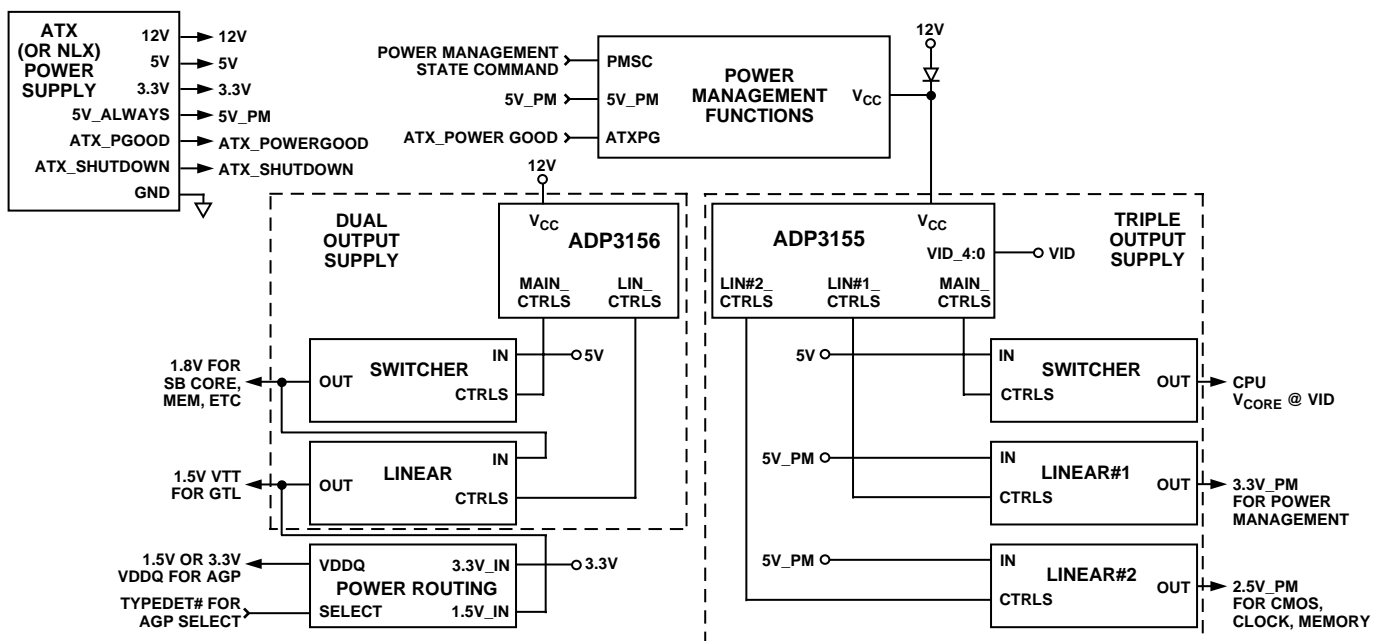 ATX
(OR NLX)
POWER
SUPPLY
12V
12V
5V
5V
3.3V
3.3V
5V_ALWAYS
5V_PM
ATX_PGOOD
ATX_POWERGOOD
ATX_SHUTDOWN
ATX_SHUTDOWN
GND
POWER MANAGEMENT
STATE COMMAND
5V_PM
ATX_POWER GOOD
PMSC
5V_PM
ATXPG
POWER
MANAGEMENT
FUNCTIONS
VCC
12V
12V
DUAL
OUTPUT
SUPPLY
VCC
ADP3156
MAIN_
CTRLS
LIN_
CTRLS
1.8V FOR
SB CORE,
MEM, ETC
OUT
SWITCHER
IN
CTRLS
5V
1.5V VTT
FOR GTL
OUT
LINEAR
IN
CTRLS
1.5V OR 3.3V
VDDQ FOR AGP
TYPEDET# FOR
AGP SELECT
VDDQ
3.3V_IN
3.3V
POWER ROUTING
SELECT
1.5V_IN
TRIPLE
OUTPUT
SUPPLY
VCC
ADP3155
VID_4:0
VID
LIN#2_
CTRLS
LIN#1_
CTRLS
MAIN_
CTRLS
5V
IN
SWITCHER
CTRLS
OUT
CPU
VCORE @ VID
5V_PM
IN
LINEAR#1
CTRLS
OUT
3.3V_PM
FOR POWER
MANAGEMENT
5V_PM
IN
LINEAR#2
CTRLS
OUT
2.5V_PM
FOR CMOS,
CLOCK, MEMORY